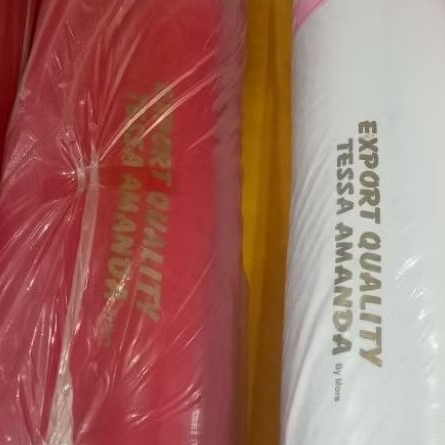 EXPORT QUALITY
TESSA AMANDA
EXPORT QUALITY
TESSA AMANDA By More